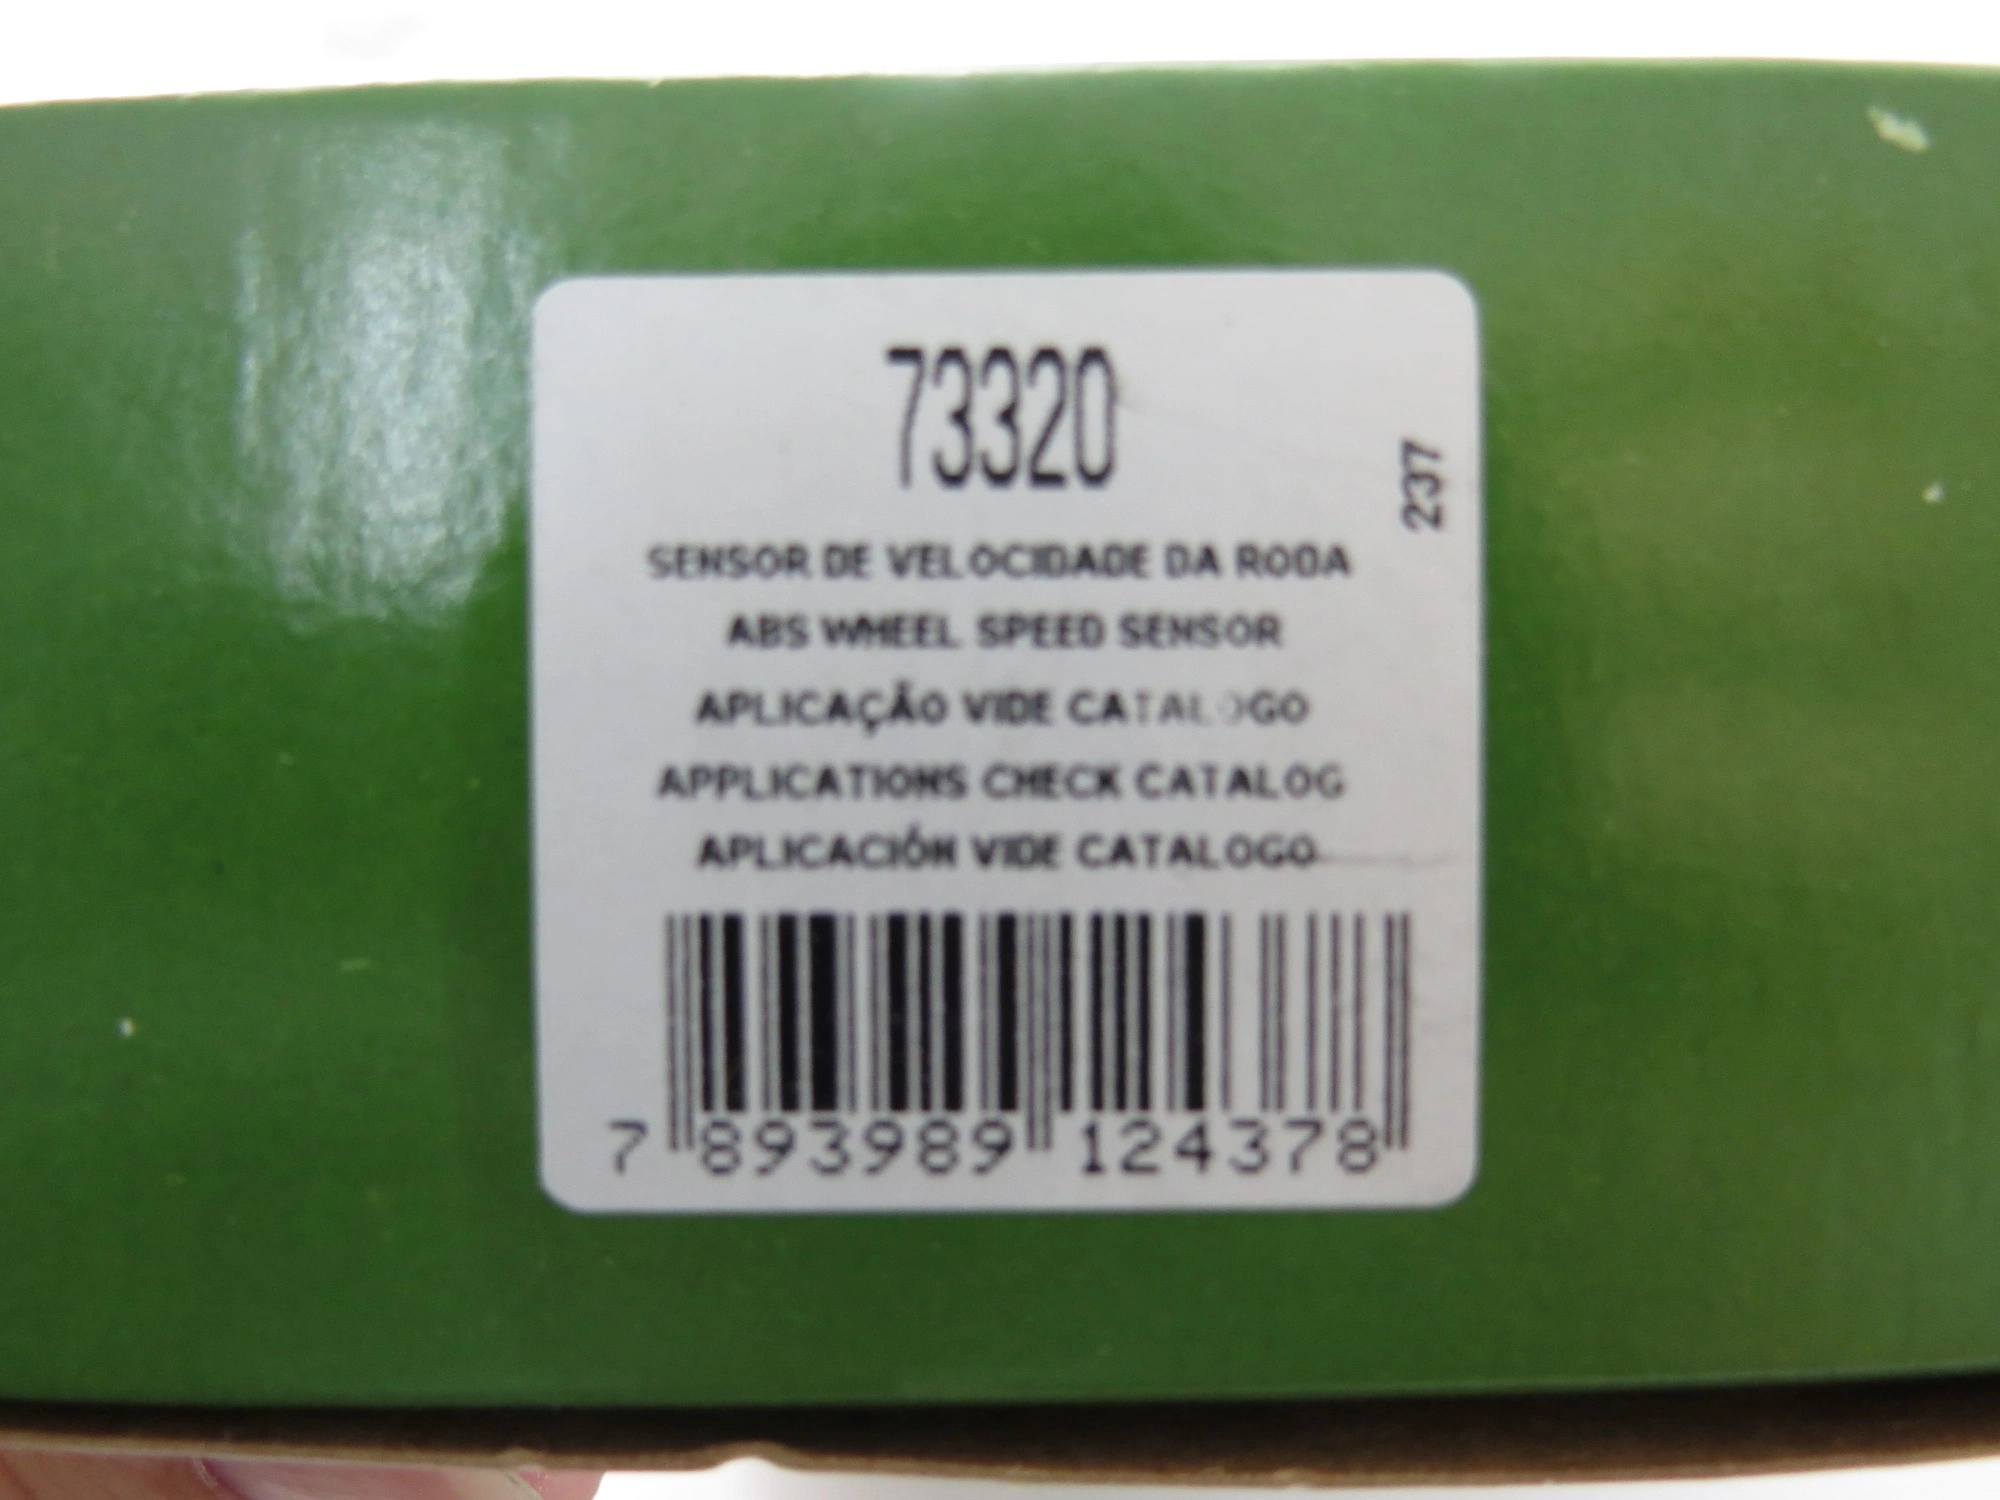 73320
237
SENSOR DE VELOCIDADE DA RODA
ABS WHEEL SPEED SENSOR
APLICAÇÃO VIDE CATALOGO
APPLICATIONS CHECK CATALOG
APLICACIÓN VIDE CATALOGO
7 893989 124378